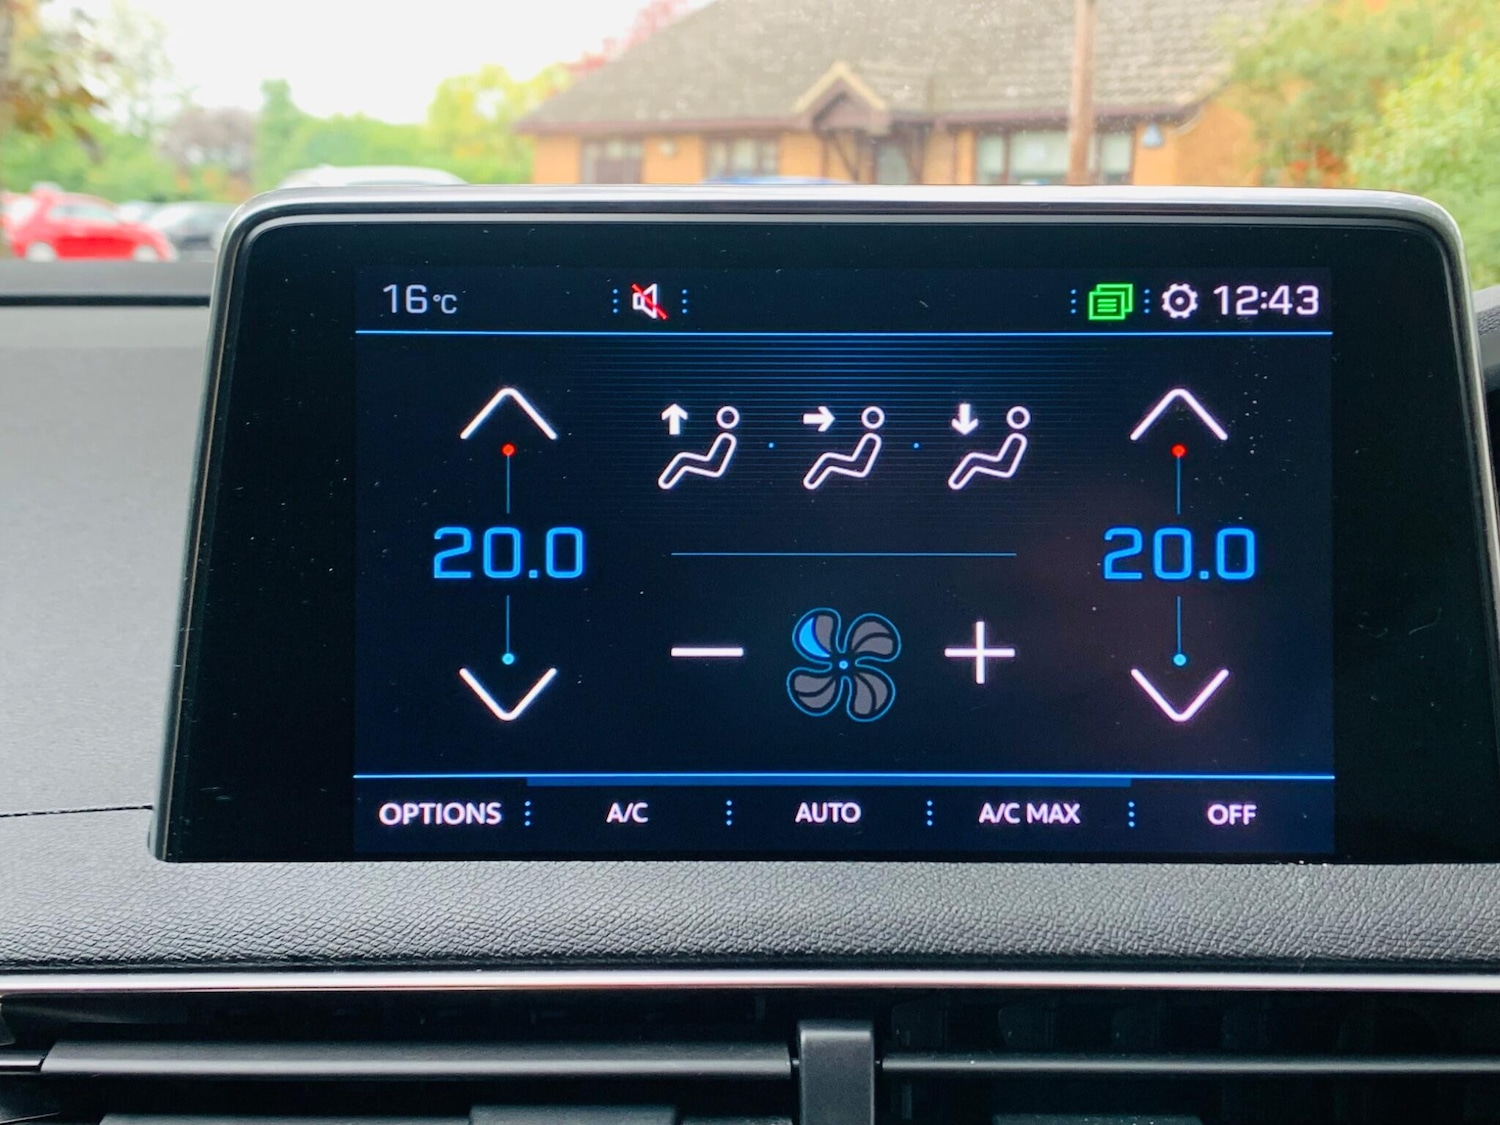 16°C 12:43
20.0 20.0
OPTIONS A/C AUTO A/C MAX OFF